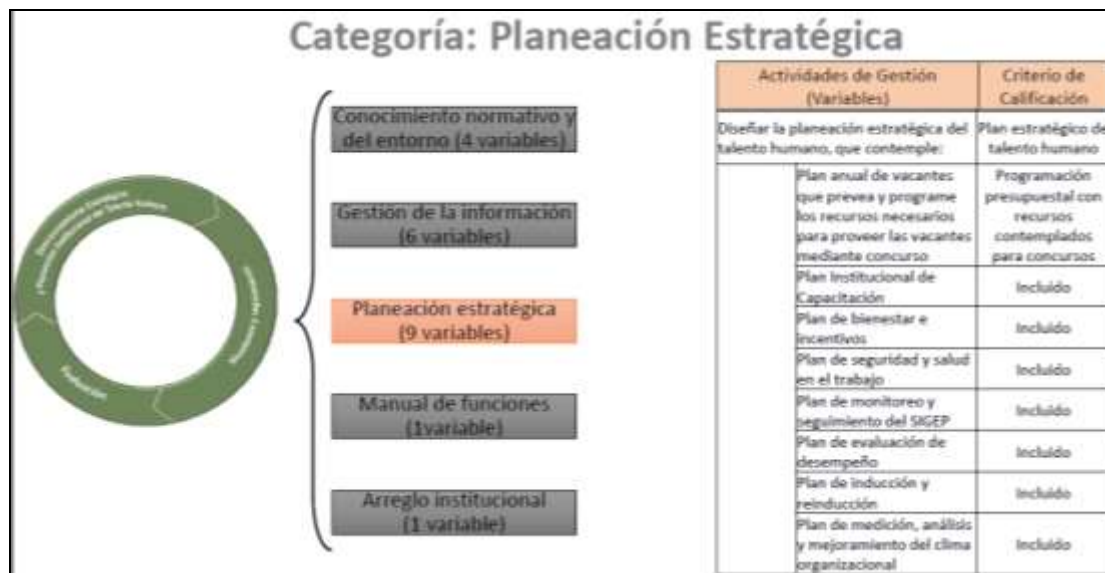 Categoría: Planeación Estratégica
Conocimiento normativo y
del entorno (4 variables)
Gestión de la información
(6 variables)
Planeación estratégica
(9 variables)
Manual de funciones
(1variable)
Arreglo institucional
(1 variable)
Evaluación
Actividades de Gestión
(Variables)
Criterio de
Calificación
Diseñar la planeación estratégica del
talento humano, que contemple:
Plan estratégico de
talento humano
Plan anual de vacantes
que prevea y programe
los recursos necesarios
para proveer las vacantes
mediante concurso
Programación
presupuestal con
recursos
contemplados
para concursos
Plan Institucional de
Capacitación
Incluido
Plan de bienestar e
incentivos
Incluido
Plan de seguridad y salud
en el trabajo
Incluido
Plan de monitoreo y
seguimiento del SIGEP
Incluido
Plan de evaluación de
desempeño
Incluido
Plan de inducción y
reinducción
Incluido
Plan de medición, análisis
y mejoramiento del clima
organizacional
Incluido